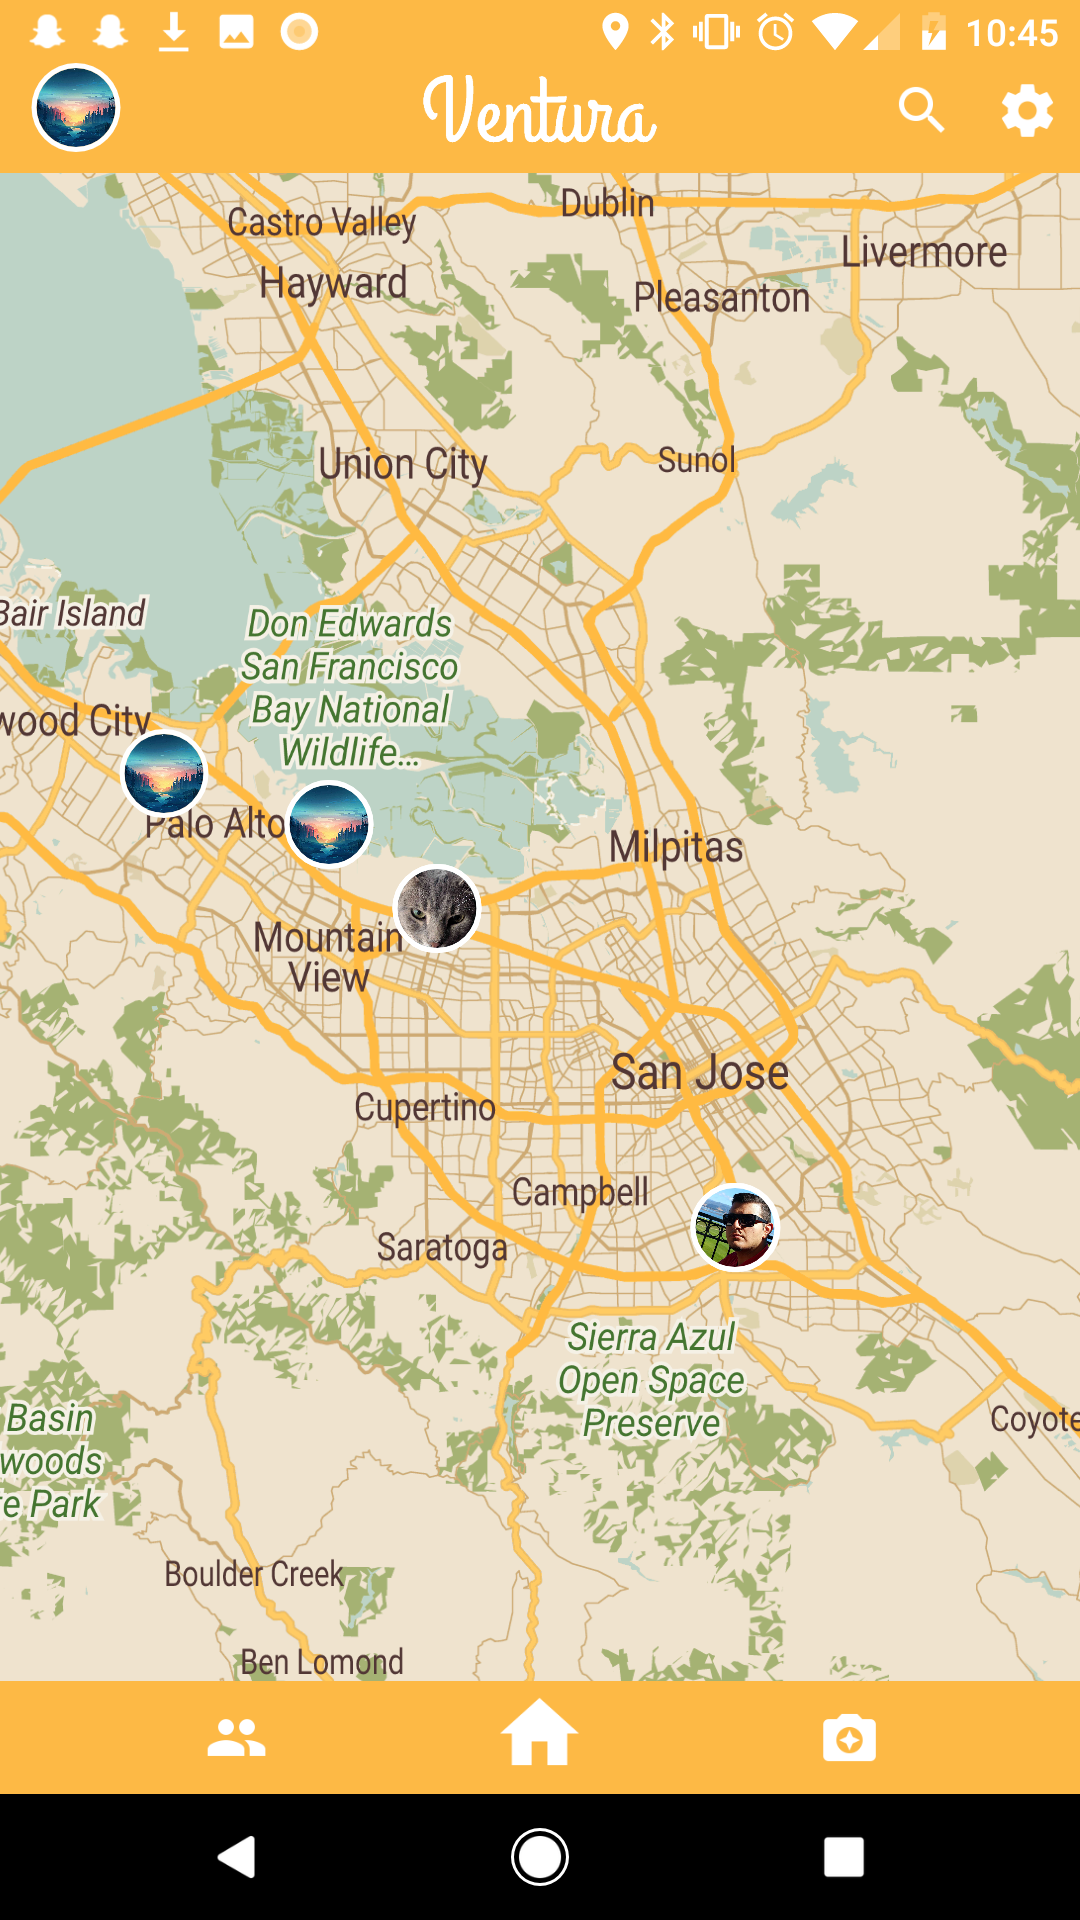 10:45
Ventura
Dublin
Castro Valley
Livermore
Hayward
Pleasanton
Union City
Sunol
Bair Island
Don Edwards
San Francisco
Bay National
Wildlife...
wood City
Palo Alto
Milpitas
Mountain
View
San Jose
Cupertino
Campbell
Saratoga
Sierra Azul
Open Space
Preserve
Basin
woods
te Park
Coyote
Boulder Creek
Ben Lomond